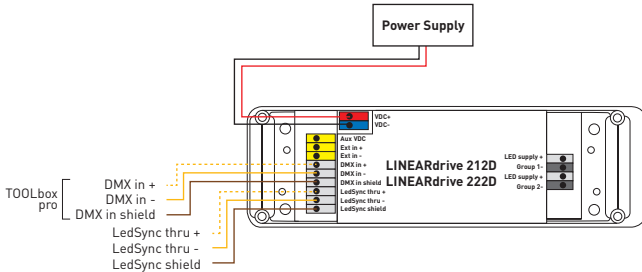 Power Supply
VDC+
VDC-
Aux VDC
Ext in +
Ext in -
DMX in +
DMX in -
DMX in shield
LedSync thru +
LedSync thru -
LedSync shield
LINEARdrive 212D
LINEARdrive 222D
LED supply +
Group 1-
LED supply +
Group 2-
TOOLbox
pro
DMX in +
DMX in -
DMX in shield
LedSync thru +
LedSync thru -
LedSync shield